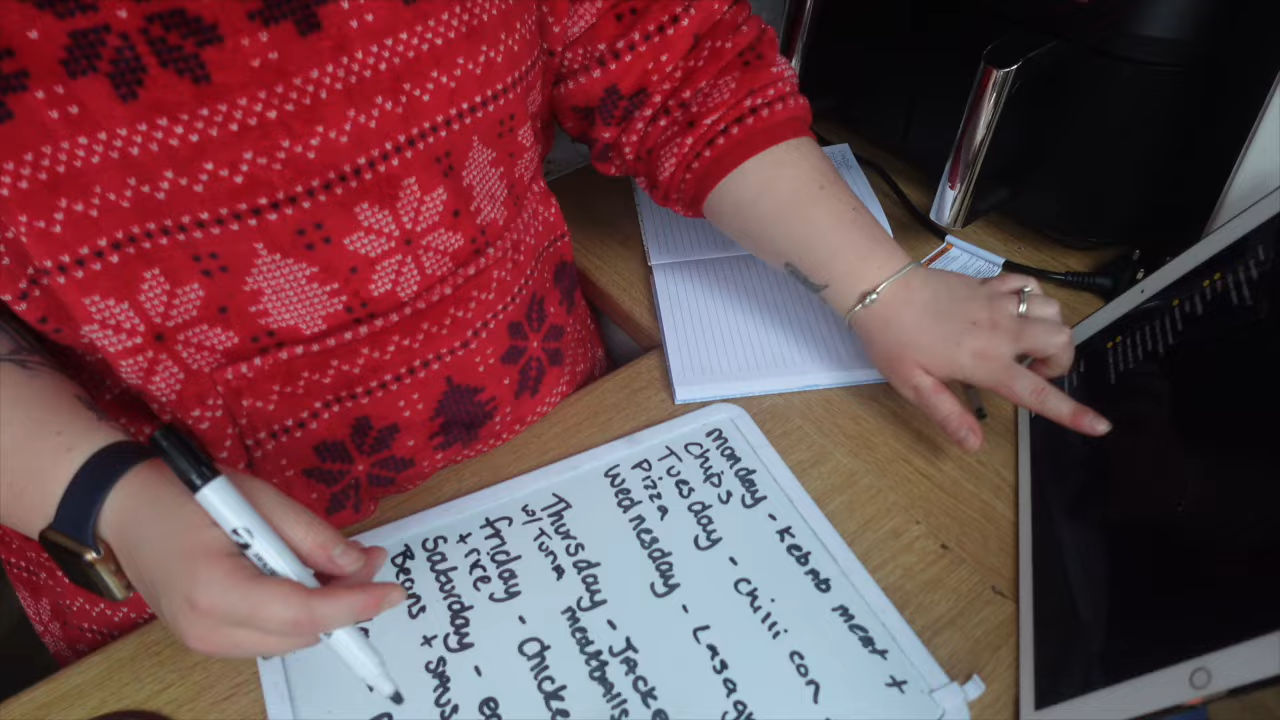 monday - Kebab meat +
Chips
Tuesday - chilli con
Pizza
Wednesday - Lasag
Thursday - Jacke
w/ Tuna meatballs
friday - chicke
+ rice
Saturday -
Beans +